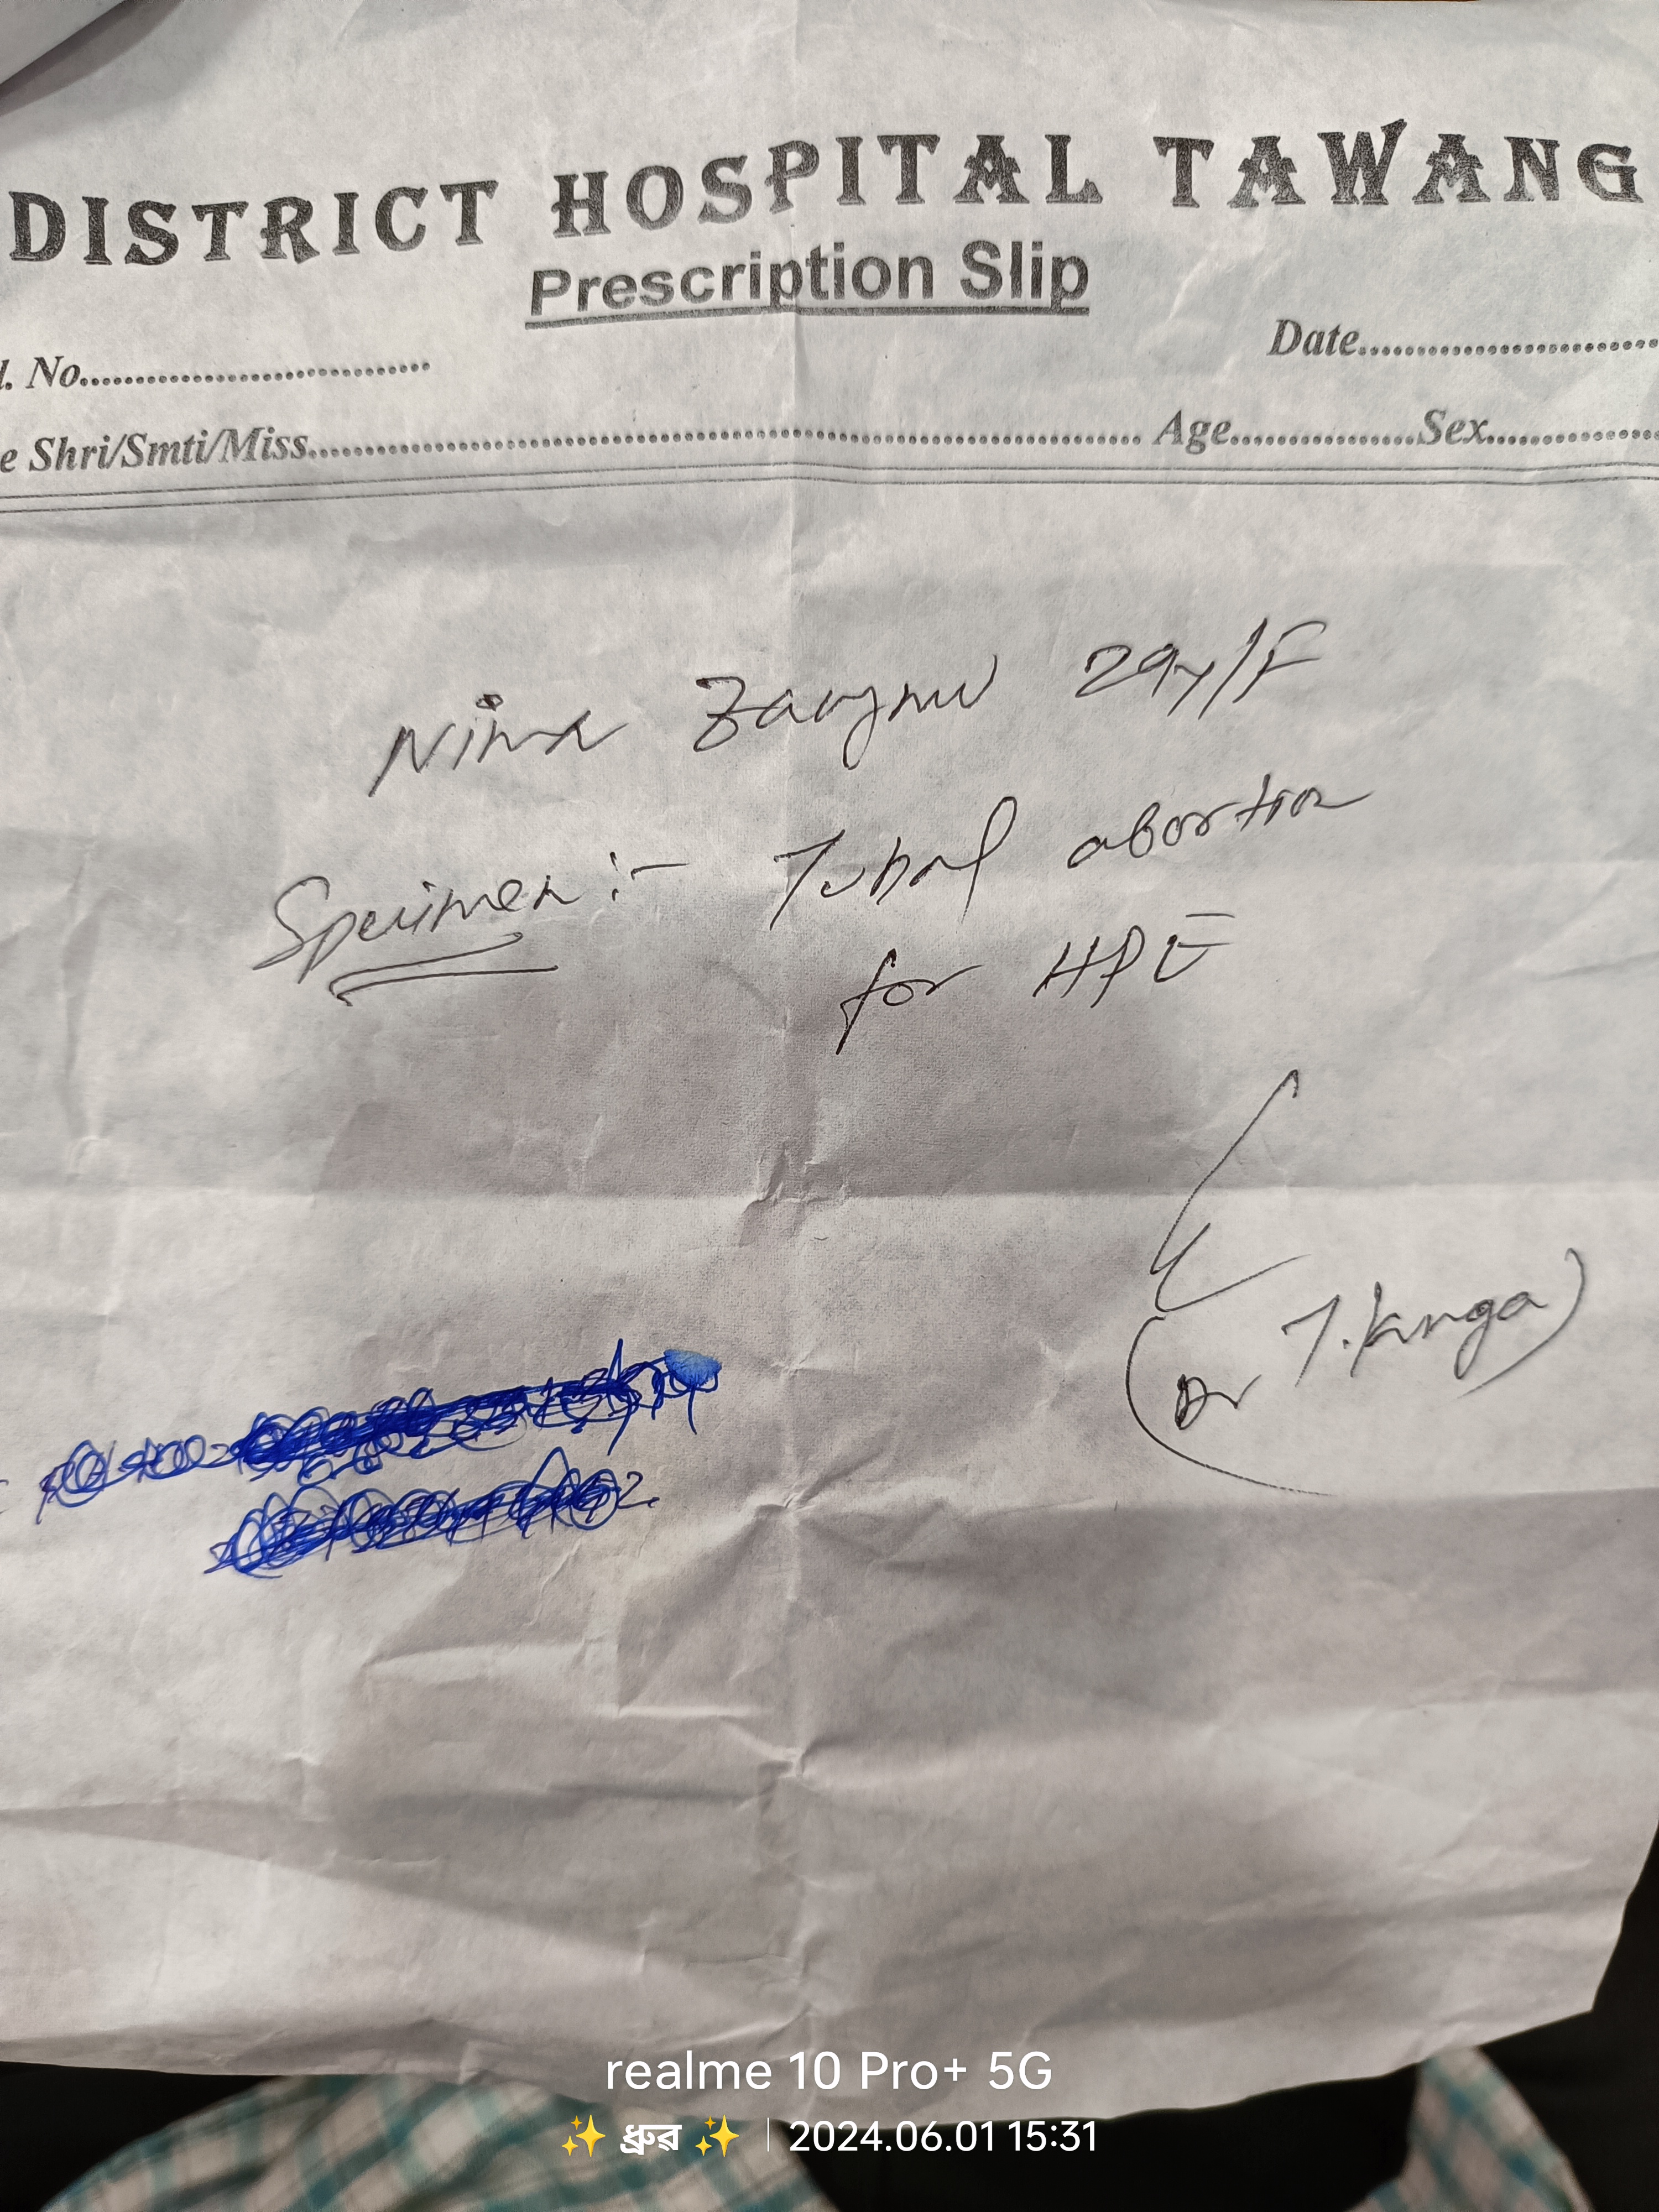 DISTRICT HOSPITAL TAWANG
Prescription Slip
l. No..............................
Date..............................
e Shri/Smti/Miss.............................. Age.................Sex..............
Nima 29y/F
Specimen :- Tubal abortion
for HPE
(Dr T. Kunga)
realme 10 Pro+ 5G
✨ ধ্ৰুৱ ✨ | 2024.06.01 15:31